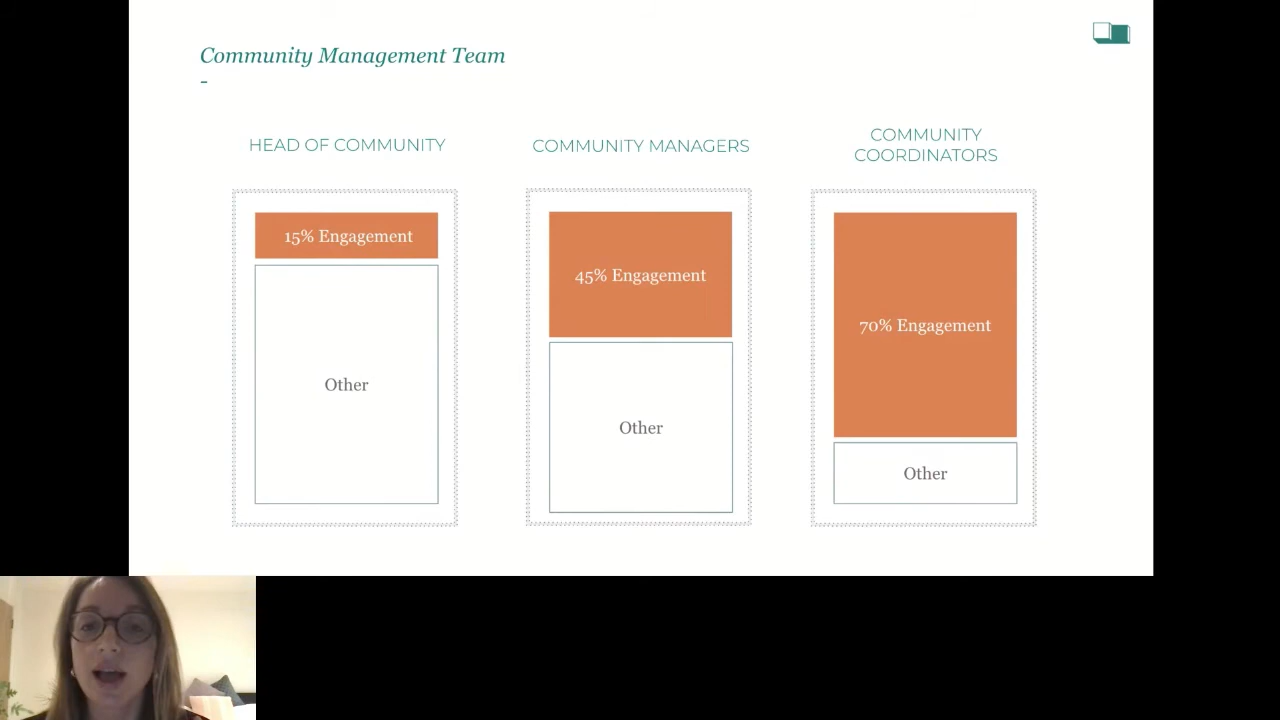 Community Management Team
-
HEAD OF COMMUNITY
15% Engagement
Other
COMMUNITY MANAGERS
45% Engagement
Other
COMMUNITY
COORDINATORS
70% Engagement
Other